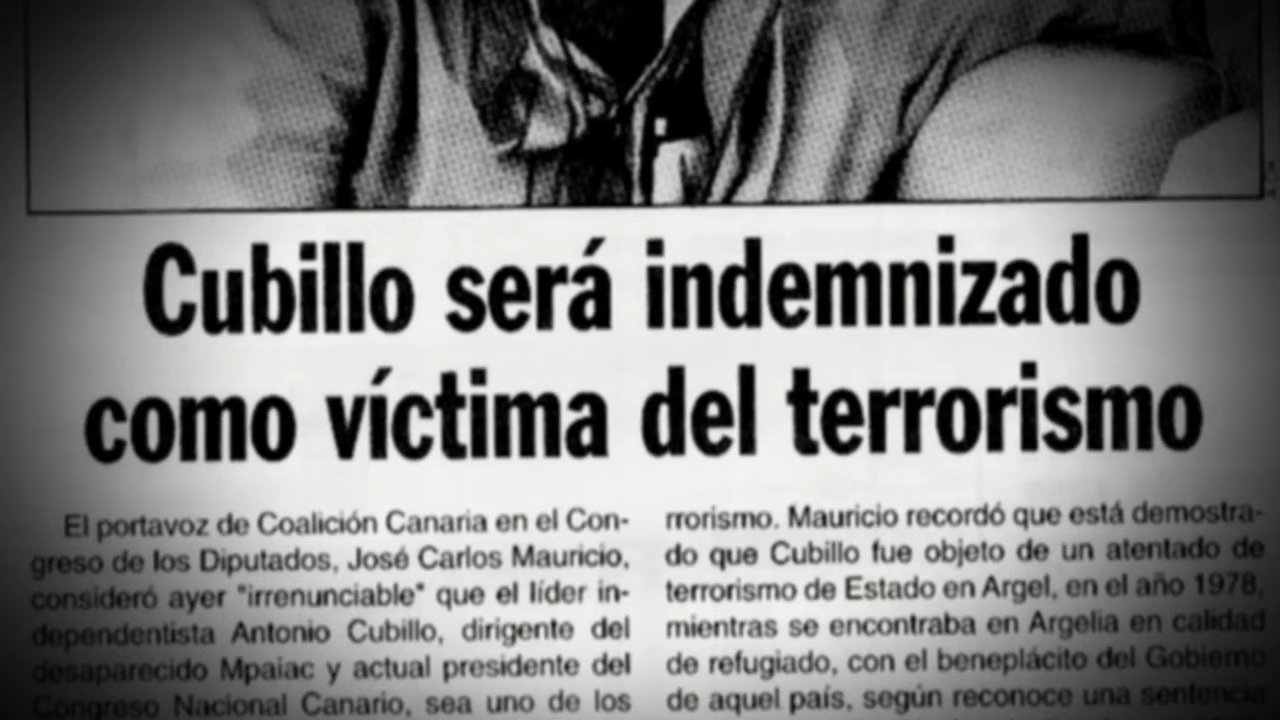 Cubillo será indemnizado
como víctima del terrorismo
El portavoz de Coalición Canaria en el Con-
greso de los Diputados, José Carlos Mauricio,
consideró ayer "irrenunciable" que el líder in-
dependentista Antonio Cubillo, dirigente del
desaparecido Mpaiac y actual presidente del
Congreso Nacional Canario, sea uno de los
rrorismo. Mauricio recordó que está demostra-
do que Cubillo fue objeto de un atentado de
terrorismo de Estado en Argel, en el año 1978,
mientras se encontraba en Argelia en calidad
de refugiado, con el beneplácito del Gobierno
de aquel país, según reconoce una sentencia